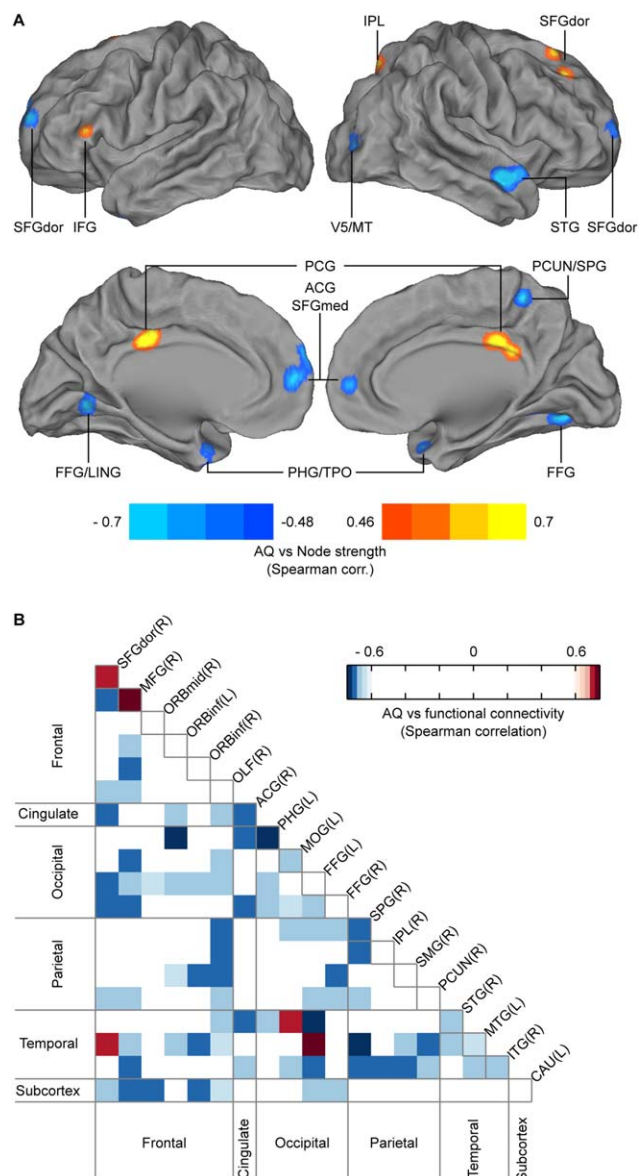 A
IPL
SFGdor
SFGdor
IFG
V5/MT
STG
SFGdor
PCG
PCUN/SPG
ACG
SFGmed
FFG/LING
PHG/TPO
FFG
- 0.7
-0.48
0.46
0.7
AQ vs Node strength
(Spearman corr.)
B
- 0.6
0
0.6
AQ vs functional connectivity
(Spearman correlation)
SFGdor(R)
MFG(R)
ORBmid(R)
ORBinf(L)
ORBinf(R)
OLF(R)
ACG(R)
PHG(L)
MOG(L)
FFG(L)
FFG(R)
SPG(R)
IPL(R)
SMG(R)
PCUN(R)
STG(R)
MTG(L)
ITG(R)
CAU(L)
Frontal
Cingulate
Occipital
Parietal
Temporal
Subcortex
Frontal
Cingulate
Occipital
Parietal
Temporal
Subcortex